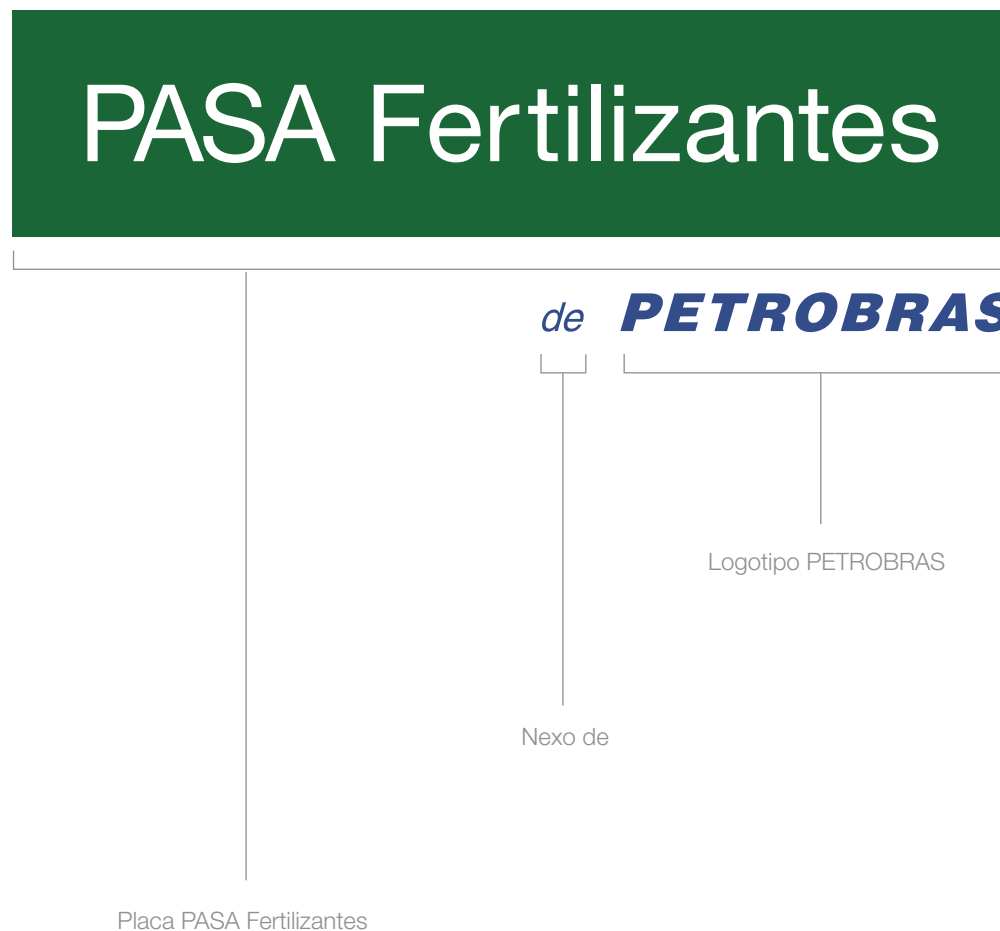 PASA Fertilizantes
de PETROBRAS
Logotipo PETROBRAS
Nexo de
Placa PASA Fertilizantes